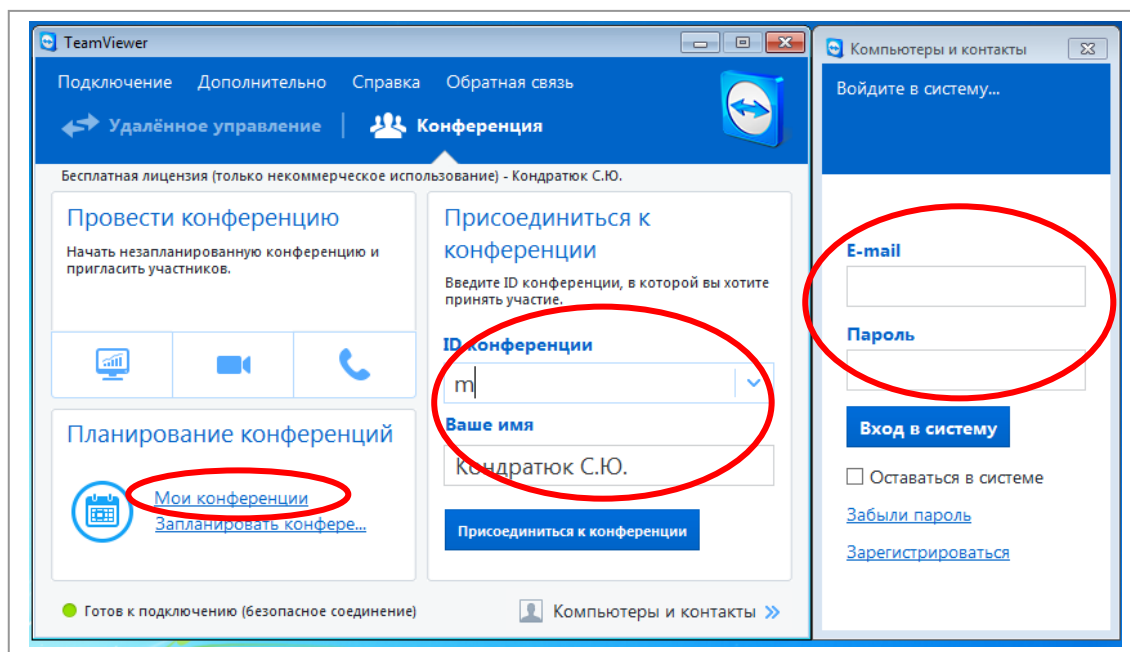 TeamViewer
Подключение Дополнительно Справка Обратная связь
Удалённое управление Конференция
Бесплатная лицензия (только некоммерческое использование) - Кондратюк С.Ю.
Провести конференцию
Начать незапланированную конференцию и
пригласить участников.
Планирование конференций
Мои конференции
Запланировать конфере...
Присоединиться к
конференции
Введите ID конференции, в которой вы хотите
принять участие.
ID конференции
m
Ваше имя
Кондратюк С.Ю.
Присоединиться к конференции
Готов к подключению (безопасное соединение)
Компьютеры и контакты
Компьютеры и контакты
Войдите в систему...
E-mail
Пароль
Вход в систему
Оставаться в системе
Забыли пароль
Зарегистрироваться